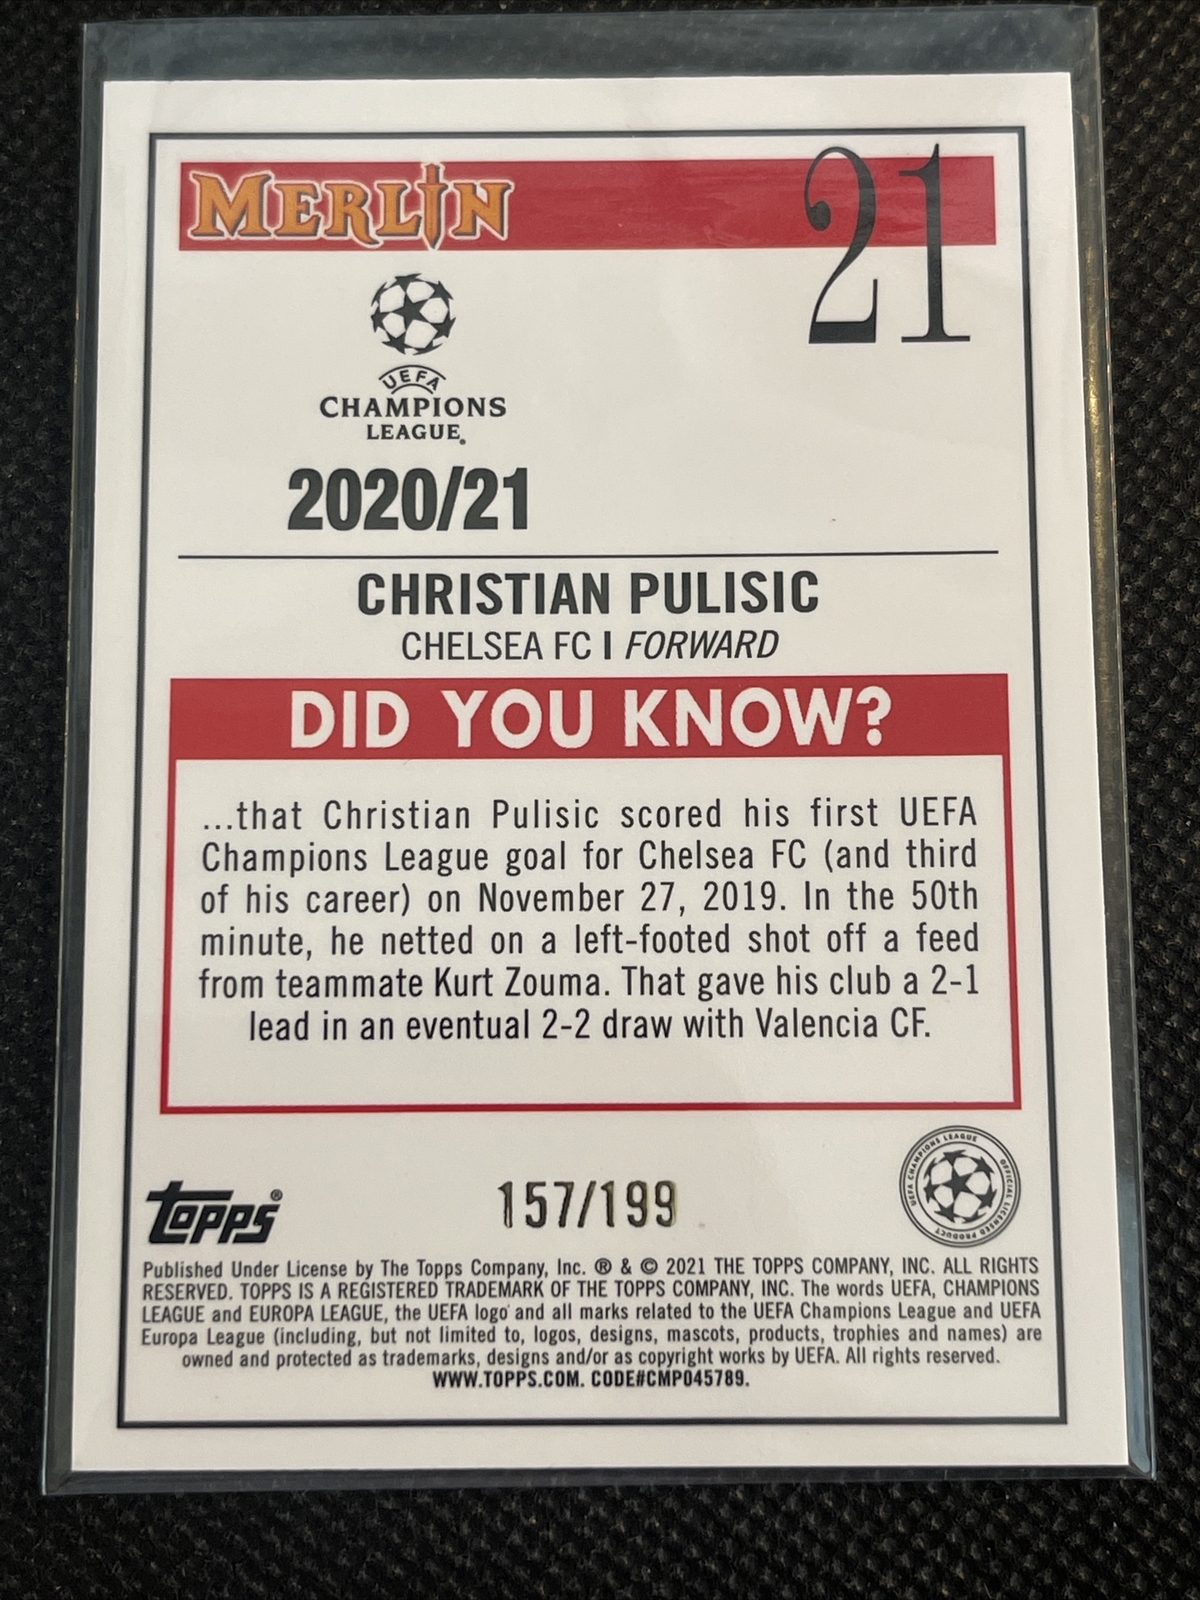 MERLIN
21
UEFA
CHAMPIONS
LEAGUE®
2020/21
CHRISTIAN PULISIC
CHELSEA FC I FORWARD
DID YOU KNOW?
...that Christian Pulisic scored his first UEFA
Champions League goal for Chelsea FC (and third
of his career) on November 27, 2019. In the 50th
minute, he netted on a left-footed shot off a feed
from teammate Kurt Zouma. That gave his club a 2-1
lead in an eventual 2-2 draw with Valencia CF.
UEFA CHAMPIONS LEAGUE
OFFICIAL LICENSED PRODUCT
Topps®
157/199
Published Under License by The Topps Company, Inc. ® & © 2021 THE TOPPS COMPANY, INC. ALL RIGHTS
RESERVED. TOPPS IS A REGISTERED TRADEMARK OF THE TOPPS COMPANY, INC. The words UEFA, CHAMPIONS
LEAGUE and EUROPA LEAGUE, the UEFA logo and all marks related to the UEFA Champions League and UEFA
Europa League (including, but not limited to, logos, designs, mascots, products, trophies and names) are
owned and protected as trademarks, designs and/or as copyright works by UEFA. All rights reserved.
WWW.TOPPS.COM. CODE#CMP045789.